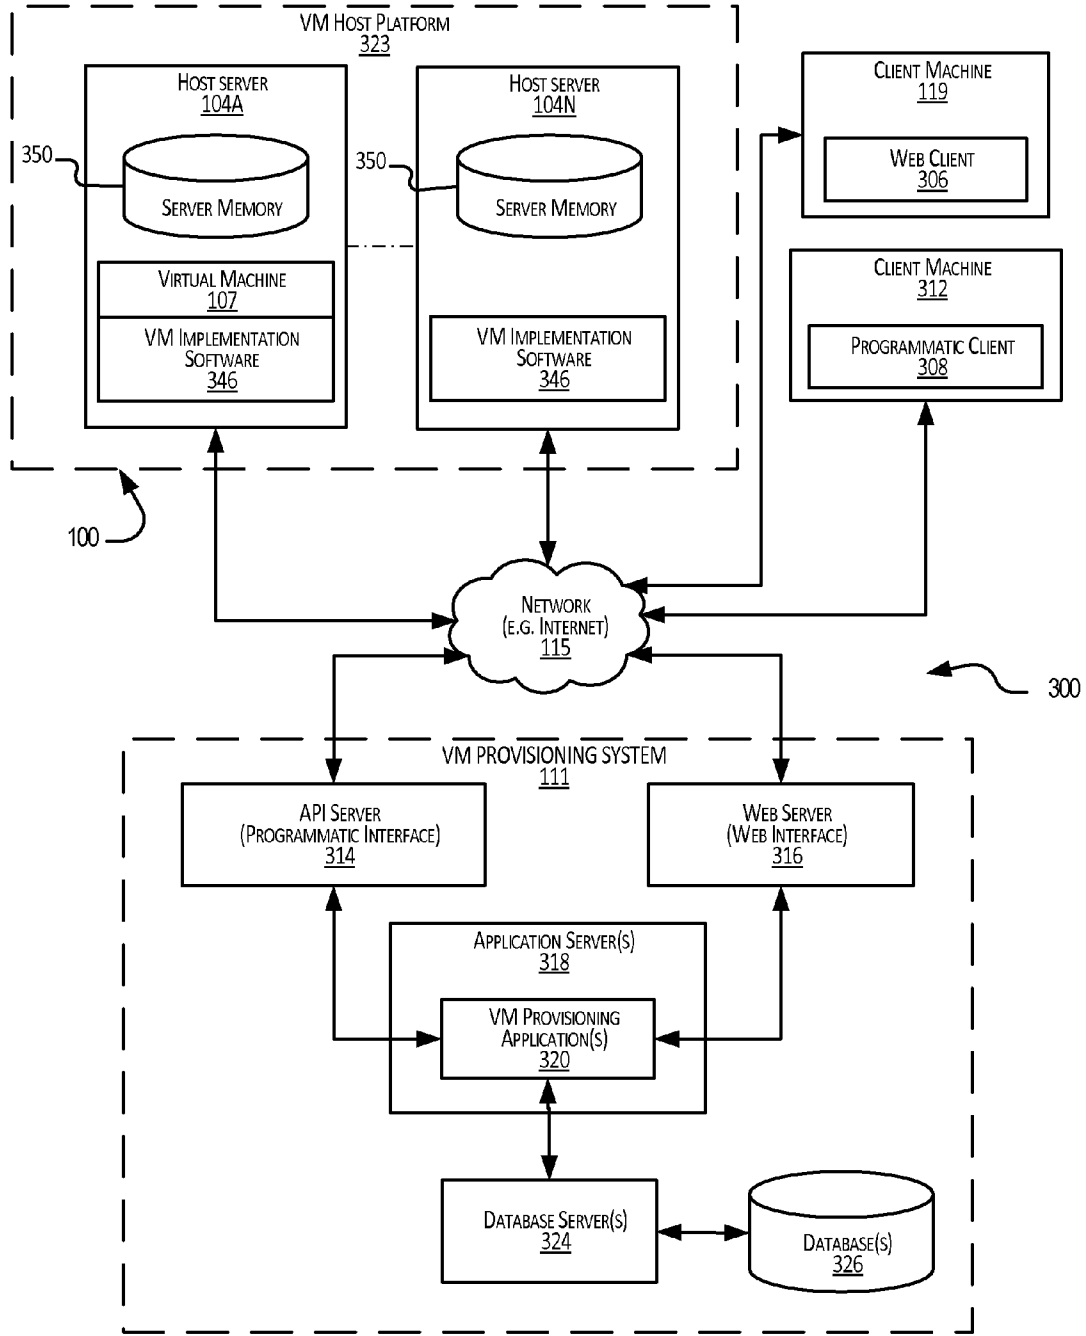 VM Host Platform
323
Host server
104A
350
Server Memory
Virtual Machine
107
VM Implementation
Software
346
Host server
104N
350
Server Memory
VM Implementation
Software
346
Client Machine
119
Web Client
306
Client Machine
312
Programmatic Client
308
100
Network
(e.g. Internet)
115
300
VM provisioning system
111
API Server
(Programmatic Interface)
314
Web Server
(Web Interface)
316
Application Server(s)
318
VM Provisioning
Application(s)
320
Database Server(s)
324
Database(s)
326